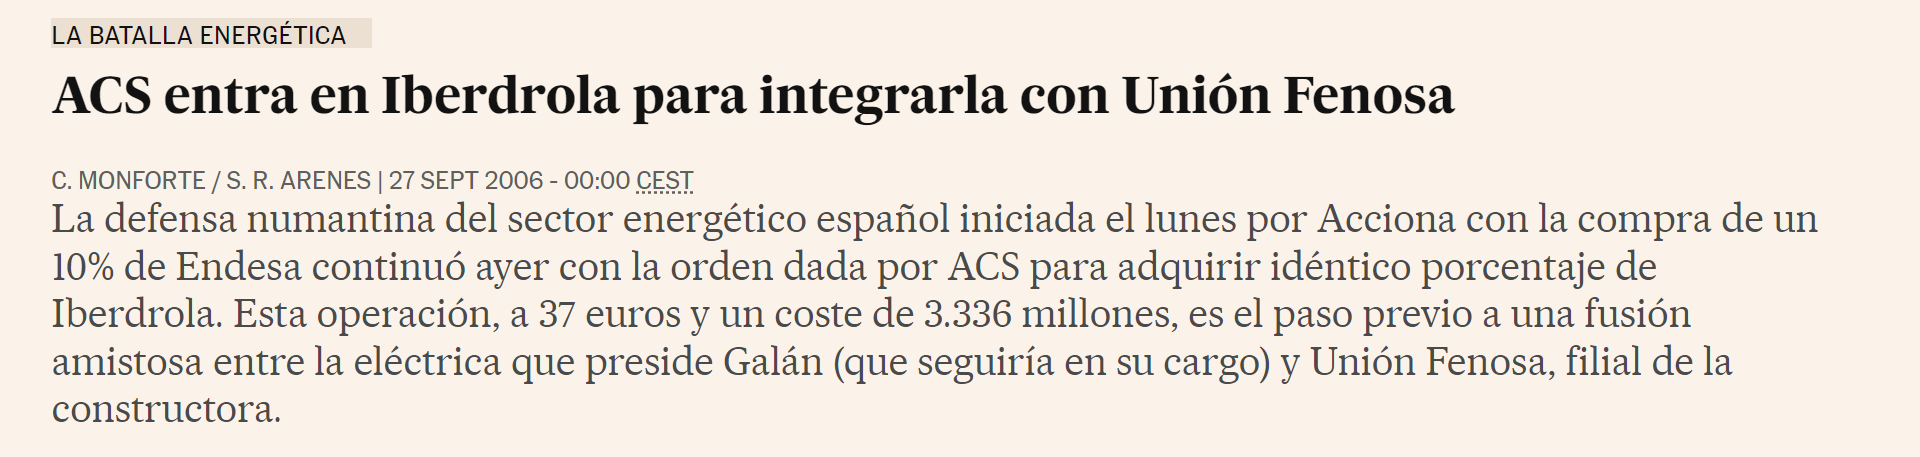 LA BATALLA ENERGÉTICA
ACS entra en Iberdrola para integrarla con Unión Fenosa
C. MONFORTE / S. R. ARENES | 27 SEPT 2006 - 00:00 CEST
La defensa numantina del sector energético español iniciada el lunes por Acciona con la compra de un
10% de Endesa continuó ayer con la orden dada por ACS para adquirir idéntico porcentaje de
Iberdrola. Esta operación, a 37 euros y un coste de 3.336 millones, es el paso previo a una fusión
amistosa entre la eléctrica que preside Galán (que seguiría en su cargo) y Unión Fenosa, filial de la
constructora.